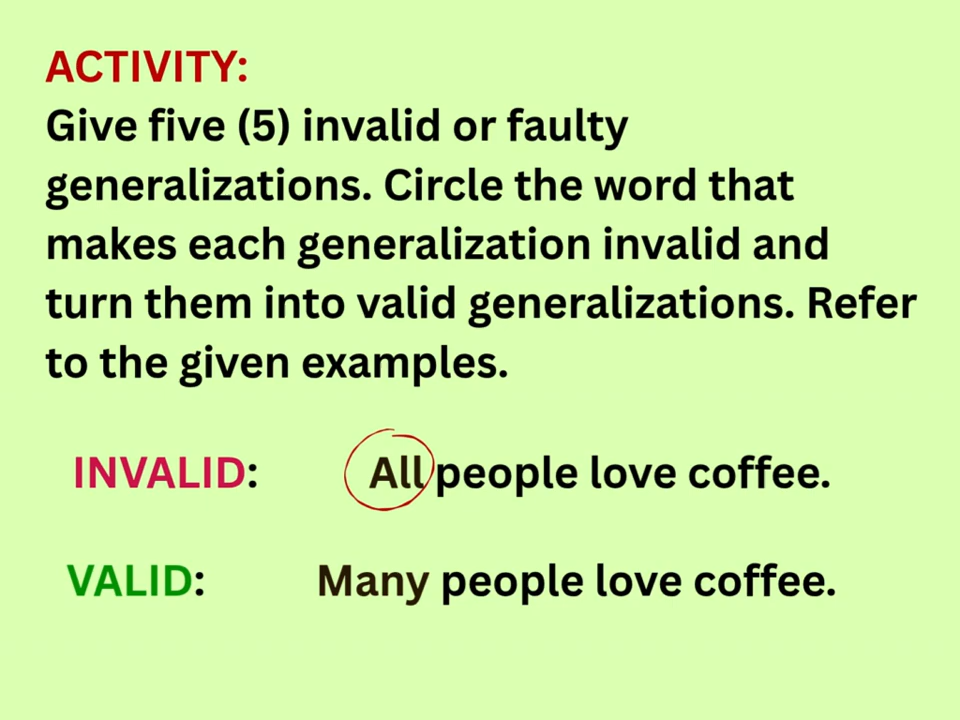 ACTIVITY:
Give five (5) invalid or faulty
generalizations. Circle the word that
makes each generalization invalid and
turn them into valid generalizations. Refer
to the given examples.
INVALID: All people love coffee.
VALID: Many people love coffee.